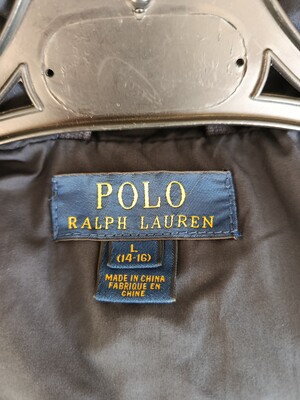 POLO
RALPH LAUREN
L
(14-16)
MADE IN CHINA
FABRIQUE EN
CHINE